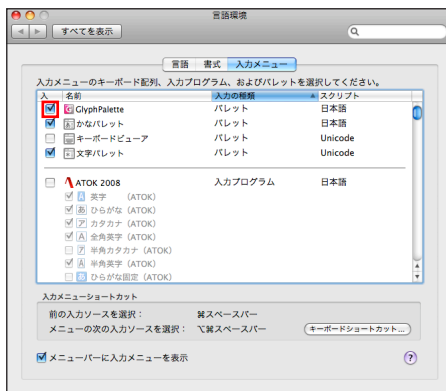 言語環境
すべてを表示
言語 書式 入力メニュー
入力メニューのキーボード配列、入力プログラム、およびパレットを選択してください。
入 名前 入力の種類 スクリプト
GlyphPalette パレット 日本語
かなパレット パレット 日本語
キーボードビューア パレット Unicode
文字パレット パレット Unicode
ATOK 2008 入力プログラム 日本語
英字 (ATOK)
あ ひらがな (ATOK)
ア カタカナ (ATOK)
A 全角英字 (ATOK)
ア 半角カタカナ (ATOK)
A 半角英字 (ATOK)
ひらがな固定 (ATOK)
入力メニューショートカット
前の入力ソースを選択： ⌘スペースバー
メニューの次の入力ソースを選択： ⌥⌘スペースバー キーボードショートカット...
メニューバーに入力メニューを表示 ?